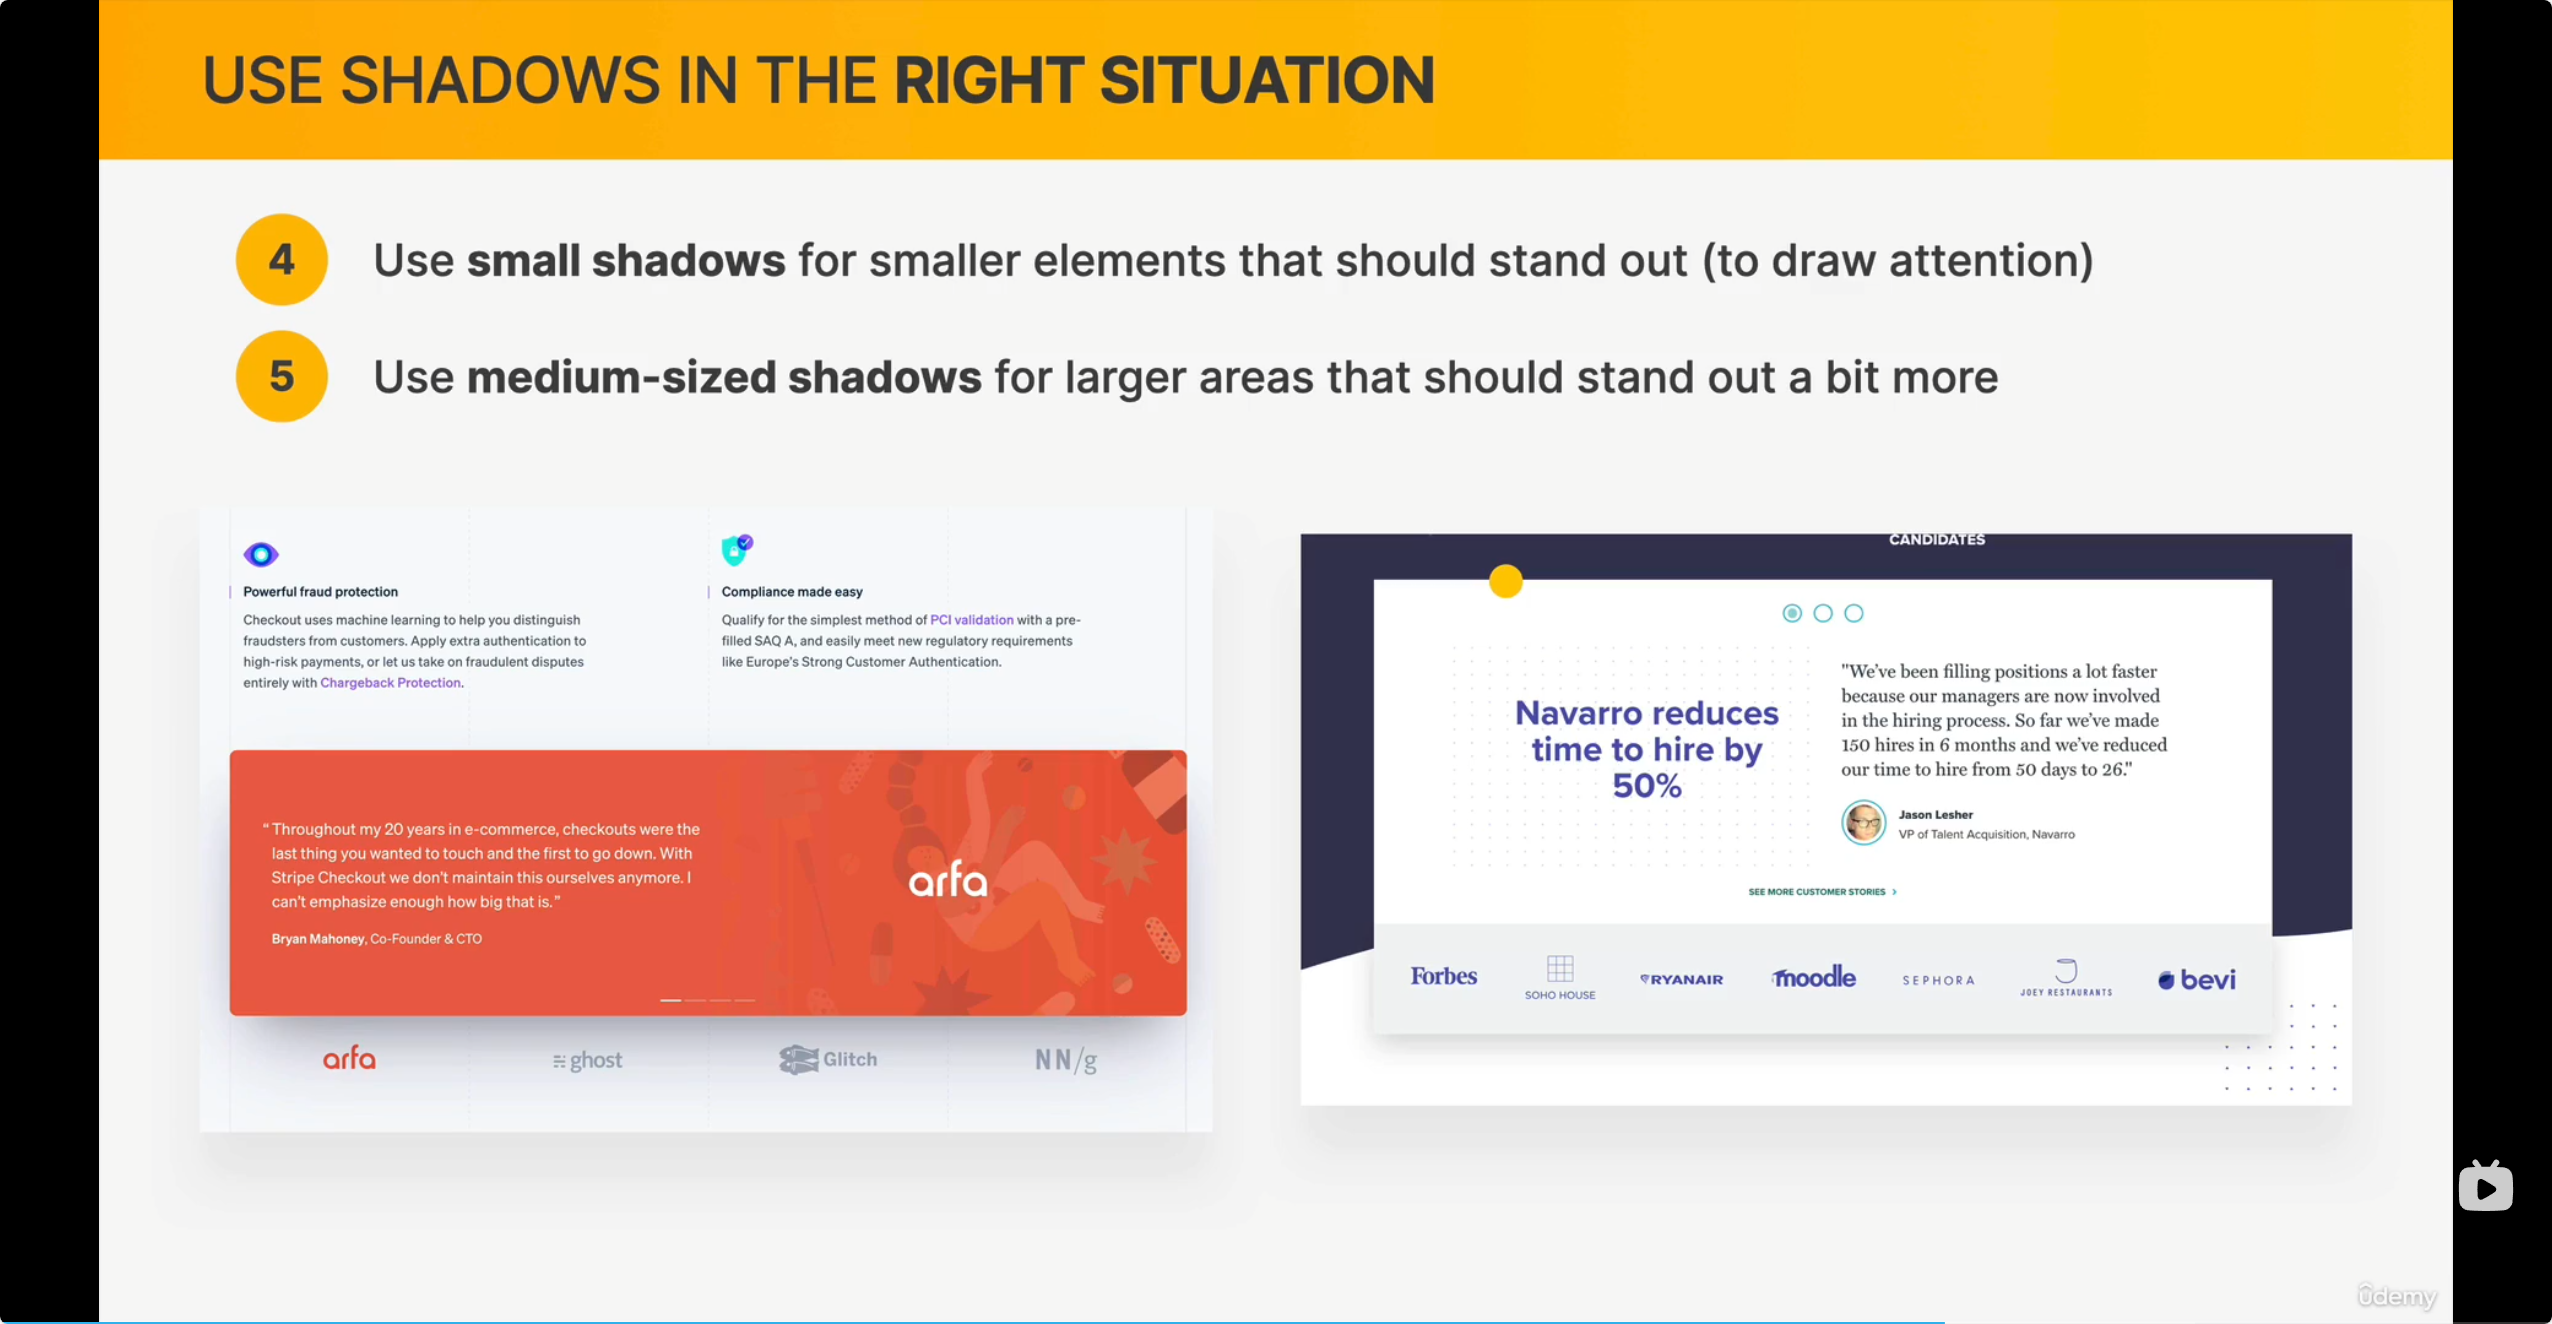 USE SHADOWS IN THE RIGHT SITUATION
4
Use small shadows for smaller elements that should stand out (to draw attention)
5
Use medium-sized shadows for larger areas that should stand out a bit more
Powerful fraud protection
Checkout uses machine learning to help you distinguish
fraudsters from customers. Apply extra authentication to
high-risk payments, or let us take on fraudulent disputes
entirely with Chargeback Protection.
Compliance made easy
Qualify for the simplest method of PCI validation with a pre-
filled SAQ A, and easily meet new regulatory requirements
like Europe's Strong Customer Authentication.
“Throughout my 20 years in e-commerce, checkouts were the
last thing you wanted to touch and the first to go down. With
Stripe Checkout we don't maintain this ourselves anymore. I
can't emphasize enough how big that is.”
Bryan Mahoney, Co-Founder & CTO
arfa
arfa
ghost
Glitch
NN/g
CANDIDATES
Navarro reduces
time to hire by
50%
"We’ve been filling positions a lot faster
because our managers are now involved
in the hiring process. So far we’ve made
150 hires in 6 months and we’ve reduced
our time to hire from 50 days to 26."
Jason Lesher
VP of Talent Acquisition, Navarro
SEE MORE CUSTOMER STORIES >
Forbes
SOHO HOUSE
RYANAIR
moodle
SEPHORA
JOEY RESTAURANTS
bevi
ûdemy